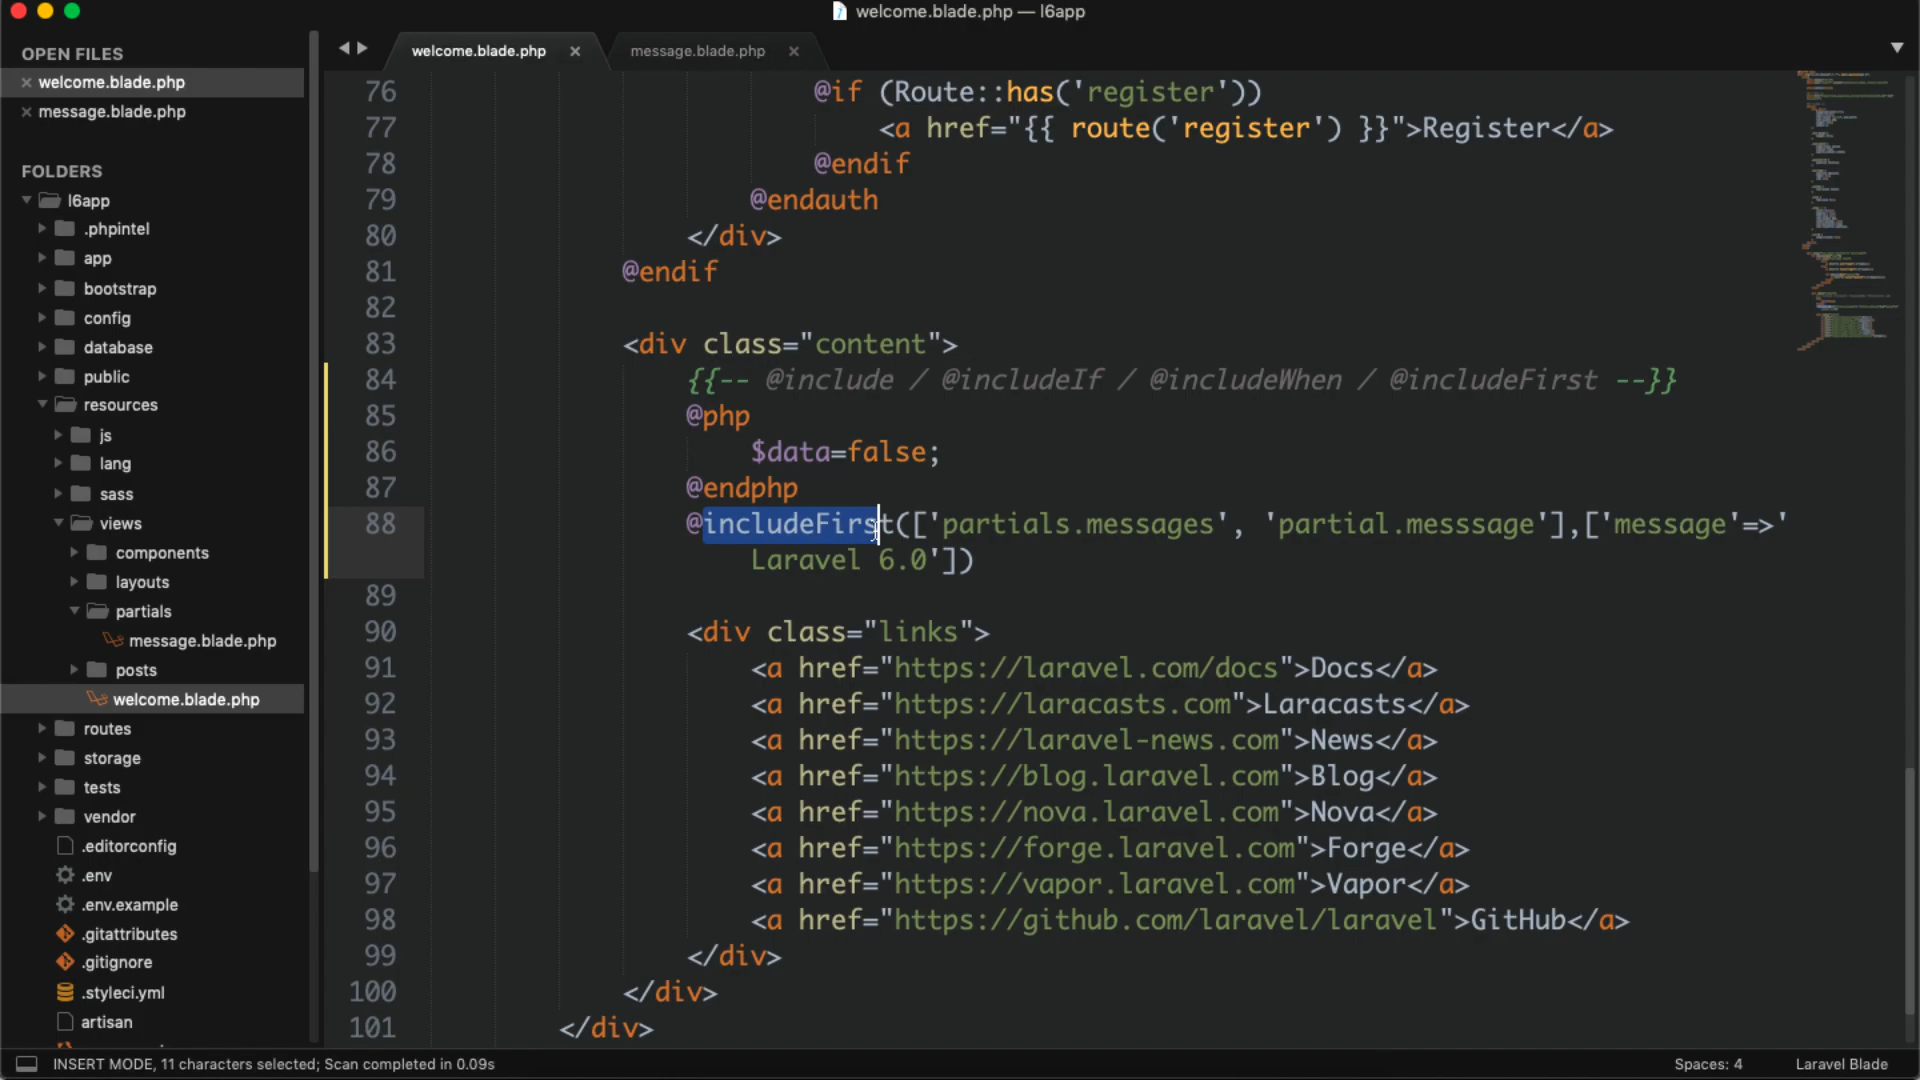 welcome.blade.php — l6app
OPEN FILES
welcome.blade.php
message.blade.php
FOLDERS
l6app
.phpintel
app
bootstrap
config
database
public
resources
js
lang
sass
views
components
layouts
partials
message.blade.php
posts
welcome.blade.php
routes
storage
tests
vendor
.editorconfig
.env
.env.example
.gitattributes
.gitignore
.styleci.yml
artisan
welcome.blade.php × message.blade.php ×
76 @if (Route::has('register'))
77 <a href="{{ route('register') }}">Register</a>
78 @endif
79 @endauth
80 </div>
81 @endif
82
83 <div class="content">
84 {{-- @include / @includeIf / @includeWhen / @includeFirst --}}
85 @php
86 $data=false;
87 @endphp
88 @includeFirst(['partials.messages', 'partial.messsage'],['message'=>'
Laravel 6.0'])
89
90 <div class="links">
91 <a href="https://laravel.com/docs">Docs</a>
92 <a href="https://laracasts.com">Laracasts</a>
93 <a href="https://laravel-news.com">News</a>
94 <a href="https://blog.laravel.com">Blog</a>
95 <a href="https://nova.laravel.com">Nova</a>
96 <a href="https://forge.laravel.com">Forge</a>
97 <a href="https://vapor.laravel.com">Vapor</a>
98 <a href="https://github.com/laravel/laravel">GitHub</a>
99 </div>
100 </div>
101 </div>
INSERT MODE, 11 characters selected; Scan completed in 0.09s
Spaces: 4
Laravel Blade